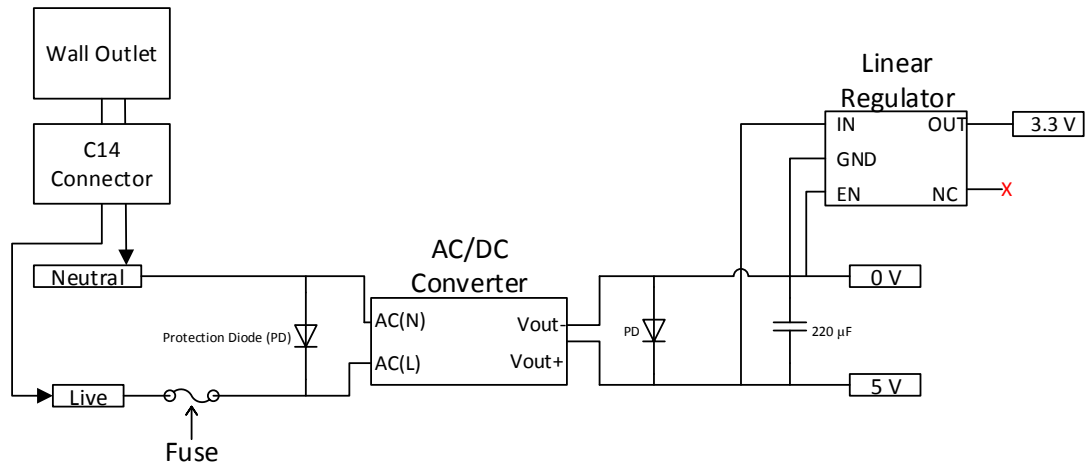 Wall Outlet
C14
Connector
Neutral
Live
Fuse
Protection Diode (PD)
AC/DC
Converter
AC(N)
AC(L)
Vout-
Vout+
PD
220 µF
Linear
Regulator
IN
OUT
GND
EN
NC
X
3.3 V
0 V
5 V